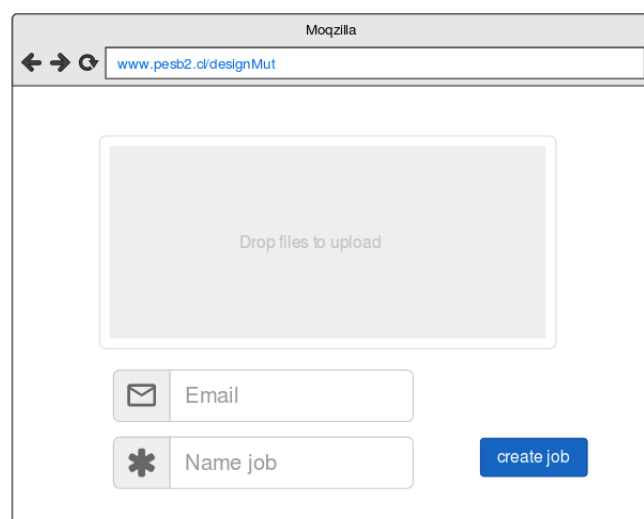 Moqzilla
www.pesb2.cl/designMut
Drop files to upload
Email
Name job
create job